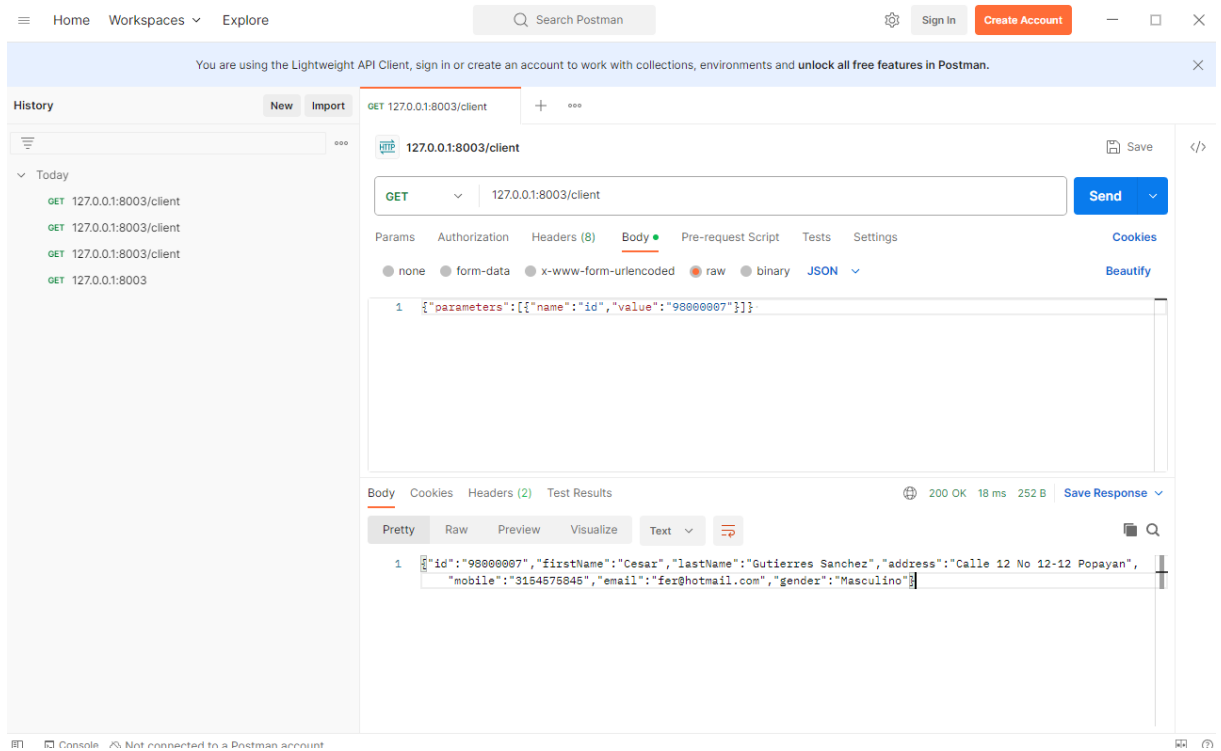 Home Workspaces Explore Search Postman Sign In Create Account
You are using the Lightweight API Client, sign in or create an account to work with collections, environments and unlock all free features in Postman.
History New Import GET 127.0.0.1:8003/client
HTTP 127.0.0.1:8003/client Save
Today
GET 127.0.0.1:8003/client
GET 127.0.0.1:8003/client
GET 127.0.0.1:8003/client
GET 127.0.0.1:8003
GET 127.0.0.1:8003/client Send
Params Authorization Headers (8) Body Pre-request Script Tests Settings Cookies
none form-data x-www-form-urlencoded raw binary JSON Beautify
1 {"parameters":[{"name":"id","value":"98000007"}]}
Body Cookies Headers (2) Test Results 200 OK 18 ms 252 B Save Response
Pretty Raw Preview Visualize Text
1 {"id":"98000007","firstName":"Cesar","lastName":"Gutierres Sanchez","address":"Calle 12 No 12-12 Popayan",
"mobile":"3154575845","email":"fer@hotmail.com","gender":"Masculino"}
Console Not connected to a Postman account